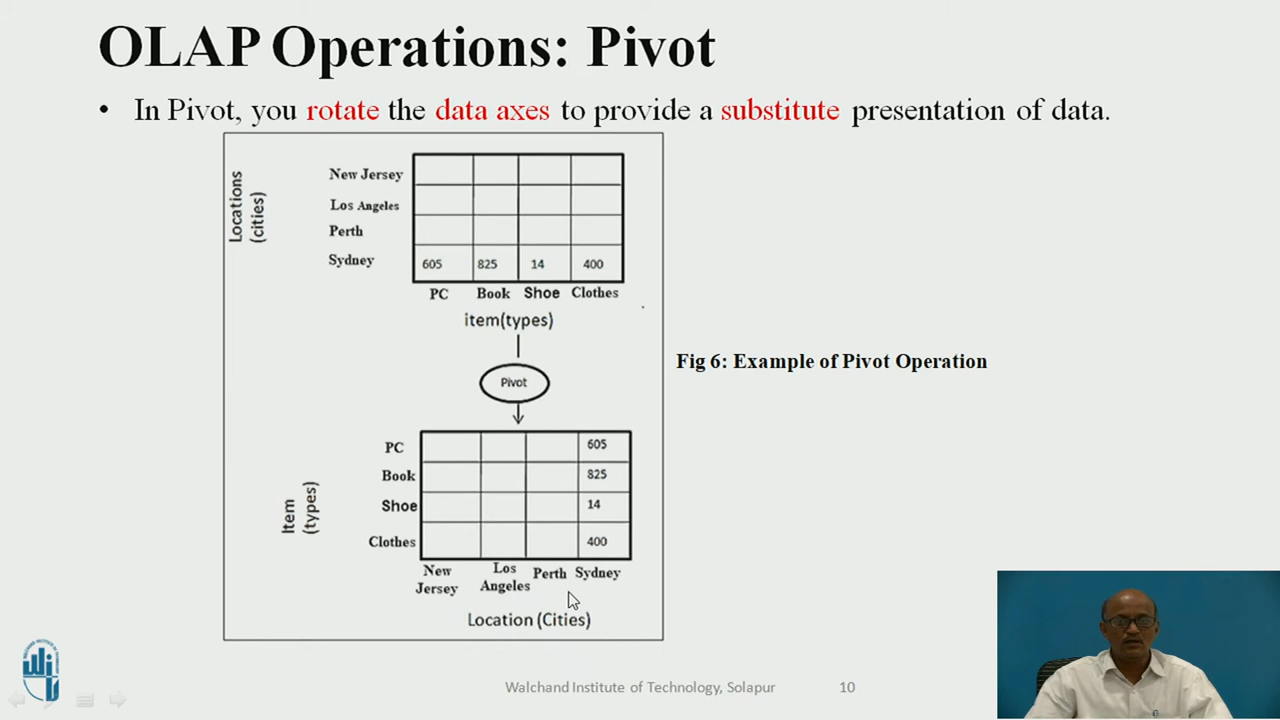 OLAP Operations: Pivot
• In Pivot, you rotate the data axes to provide a substitute presentation of data.
Locations
(cities)
New Jersey
Los Angeles
Perth
Sydney 605 825 14 400
PC Book Shoe Clothes
item(types)
Pivot
Fig 6: Example of Pivot Operation
Item
(types)
PC 605
Book 825
Shoe 14
Clothes 400
New Jersey Los Angeles Perth Sydney
Location (Cities)
Walchand Institute of Technology, Solapur 10